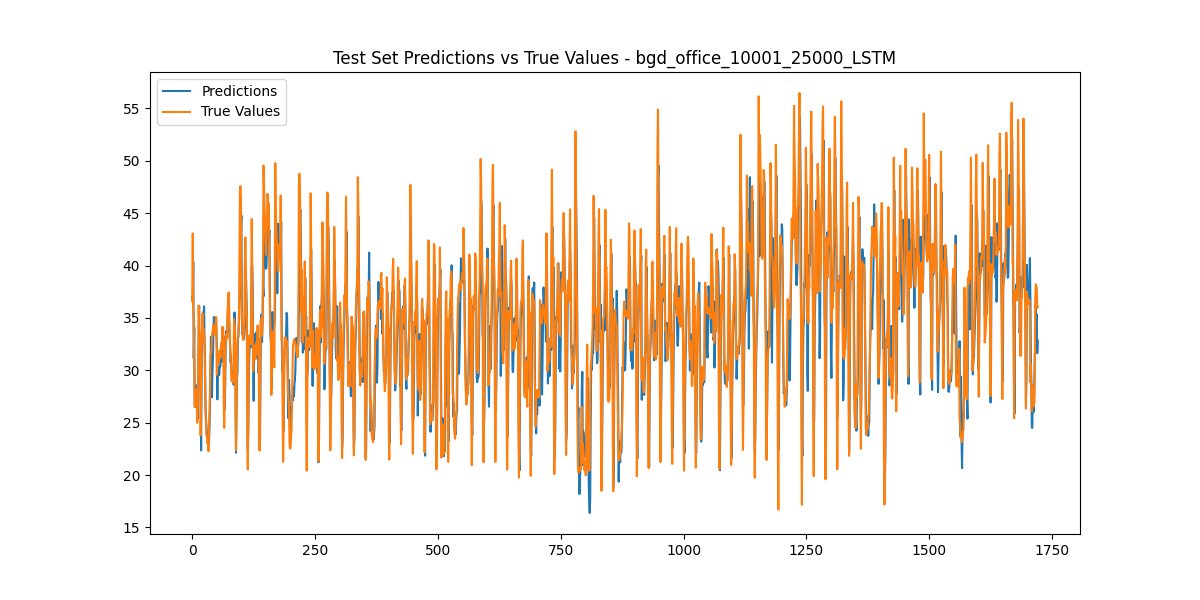 Test Set Predictions vs True Values - bgd_office_10001_25000_LSTM
Predictions
True Values
55
50
45
40
35
30
25
20
15
0 250 500 750 1000 1250 1500 1750